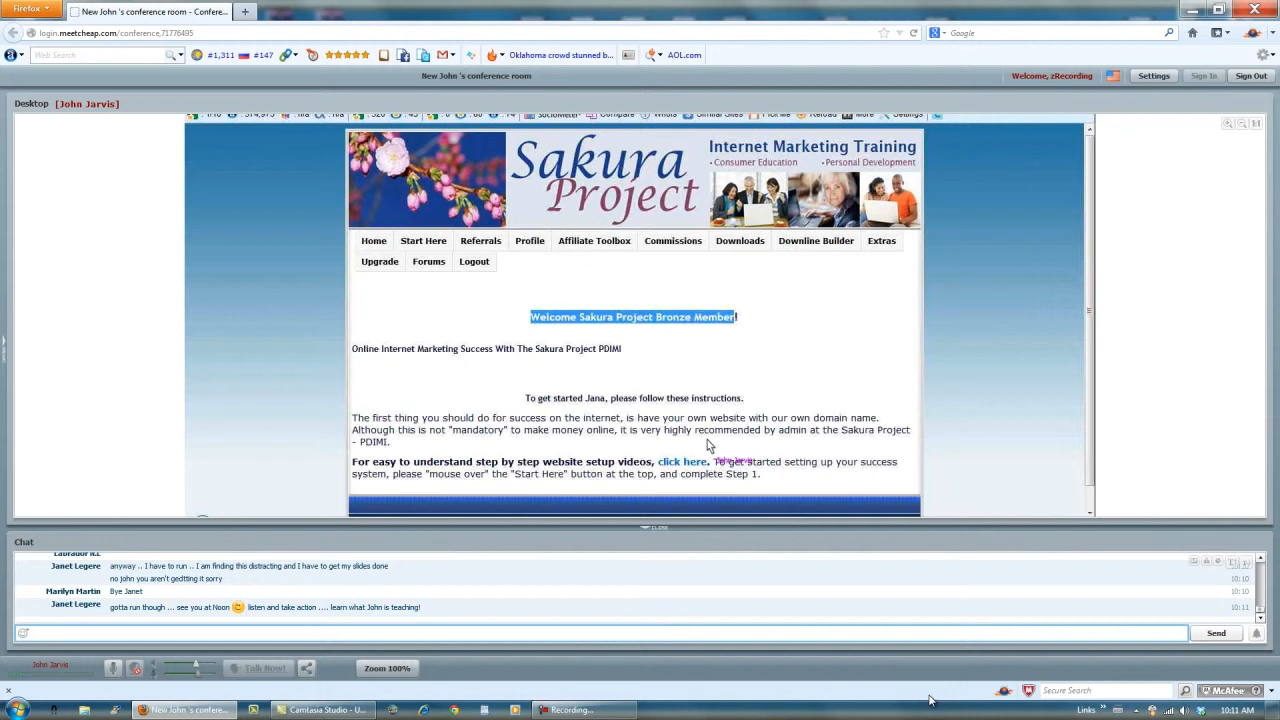 Firefox
New John 's conference room - Confere...
login.meetcheap.com/conference,71776495
Google
Web Search
#1,311
#147
Oklahoma crowd stunned b...
AOL.com
New John 's conference room
Welcome, zRecording
Settings
Sign In
Sign Out
Desktop [John Jarvis]
Sakura Project
Internet Marketing Training
• Consumer Education • Personal Development
Home Start Here Referrals Profile Affiliate Toolbox Commissions Downloads Downline Builder Extras
Upgrade Forums Logout
Welcome Sakura Project Bronze Member!
Online Internet Marketing Success With The Sakura Project PDIMI
To get started Jana, please follow these instructions.
The first thing you should do for success on the internet, is have your own website with our own domain name.
Although this is not "mandatory" to make money online, it is very highly recommended by admin at the Sakura Project
- PDIMI.
For easy to understand step by step website setup videos, click here. To get started setting up your success
system, please "mouse over" the "Start Here" button at the top, and complete Step 1.
Chat
Labrador
Janet Legere anyway .. I have to run .. I am finding this distracting and I have to get my slides done
no john you aren't gedtting it sorry 10:10
Marilyn Martin Bye Janet 10:10
Janet Legere gotta run though ... see you at Noon listen and take action .... learn what John is teaching! 10:11
Send
John Jarvis
Talk Now!
Zoom 100%
Secure Search
McAfee
New John 's confere...
Camtasia Studio - U...
Recording...
Links
10:11 AM